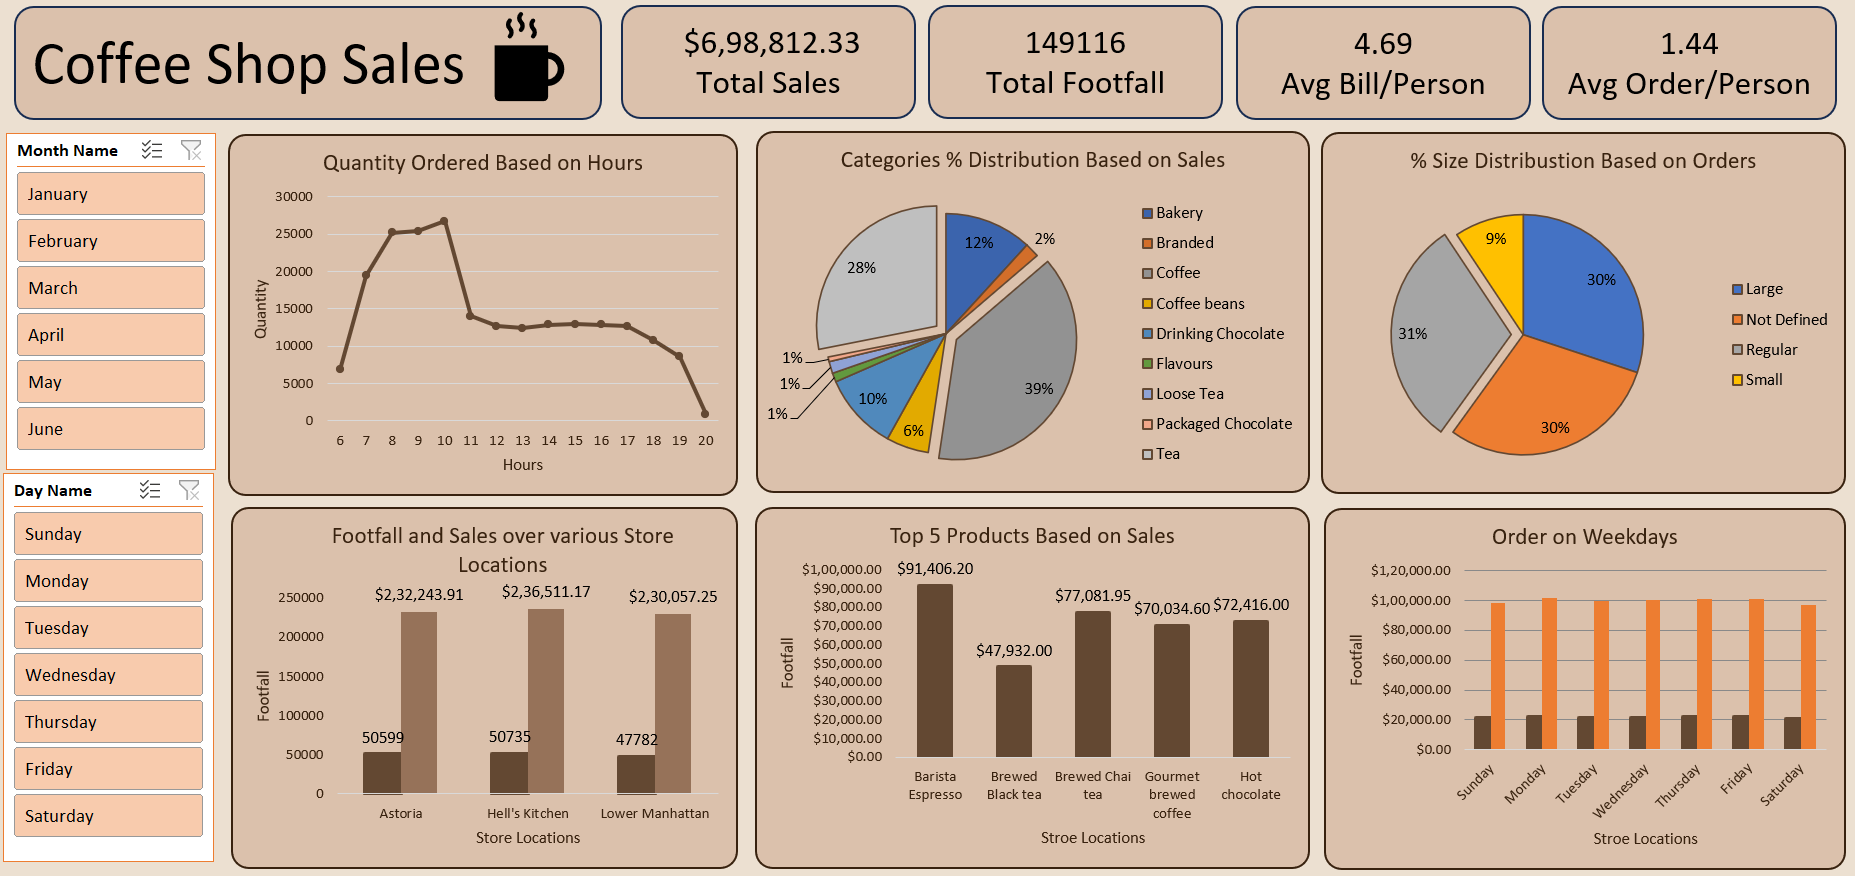 Coffee Shop Sales
$6,98,812.33
Total Sales
149116
Total Footfall
4.69
Avg Bill/Person
1.44
Avg Order/Person
Month Name
January
February
March
April
May
June
Day Name
Sunday
Monday
Tuesday
Wednesday
Thursday
Friday
Saturday
Quantity Ordered Based on Hours
Quantity
30000
25000
20000
15000
10000
5000
0
6 7 8 9 10 11 12 13 14 15 16 17 18 19 20
Hours
Categories % Distribution Based on Sales
12%
2%
39%
6%
10%
1%
1%
1%
28%
Bakery
Branded
Coffee
Coffee beans
Drinking Chocolate
Flavours
Loose Tea
Packaged Chocolate
Tea
% Size Distribustion Based on Orders
30%
30%
31%
9%
Large
Not Defined
Regular
Small
Footfall and Sales over various Store
Locations
Footfall
250000
200000
150000
100000
50000
0
$2,32,243.91
$2,36,511.17
$2,30,057.25
50599
50735
47782
Astoria
Hell's Kitchen
Lower Manhattan
Store Locations
Top 5 Products Based on Sales
Footfall
$1,00,000.00
$90,000.00
$80,000.00
$70,000.00
$60,000.00
$50,000.00
$40,000.00
$30,000.00
$20,000.00
$10,000.00
$0.00
$91,406.20
$47,932.00
$77,081.95
$70,034.60
$72,416.00
Barista
Espresso
Brewed
Black tea
Brewed Chai
tea
Gourmet
brewed
coffee
Hot
chocolate
Stroe Locations
Order on Weekdays
Footfall
$1,20,000.00
$1,00,000.00
$80,000.00
$60,000.00
$40,000.00
$20,000.00
$0.00
Sunday
Monday
Tuesday
Wednesday
Thursday
Friday
Saturday
Stroe Locations